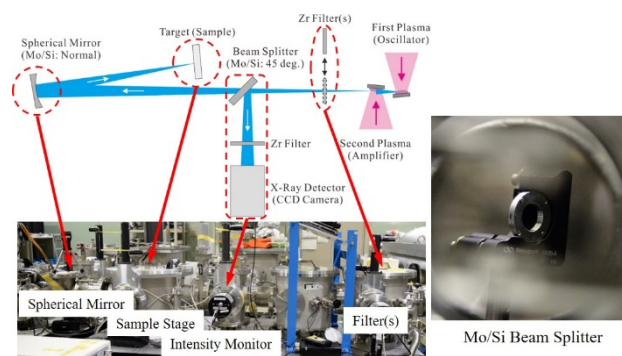 Spherical Mirror
(Mo/Si: Normal)
Target (Sample)
Beam Splitter
(Mo/Si: 45 deg.)
Zr Filter(s)
First Plasma
(Oscillator)
Second Plasma
(Amplifier)
Zr Filter
X-Ray Detector
(CCD Camera)
Spherical Mirror
Sample Stage
Intensity Monitor
Filter(s)
Mo/Si Beam Splitter